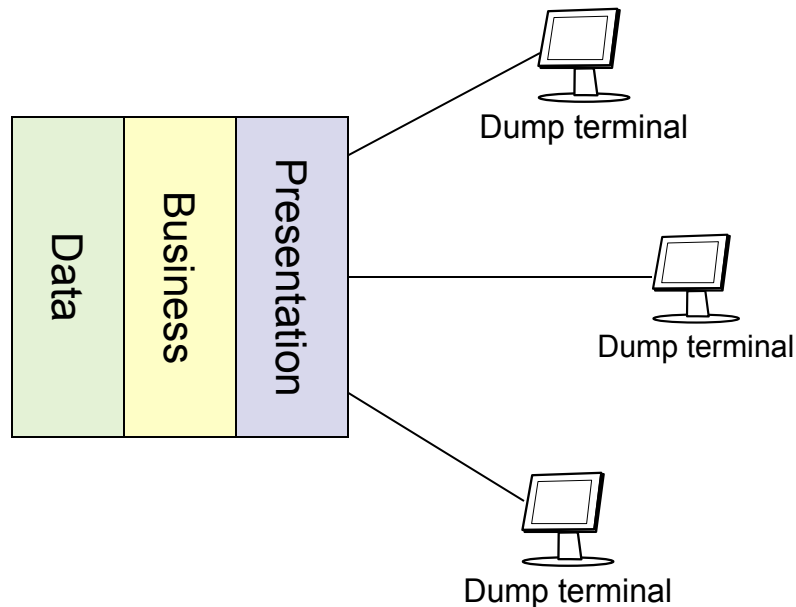 Dump terminal
Data
Business
Presentation
Dump terminal
Dump terminal